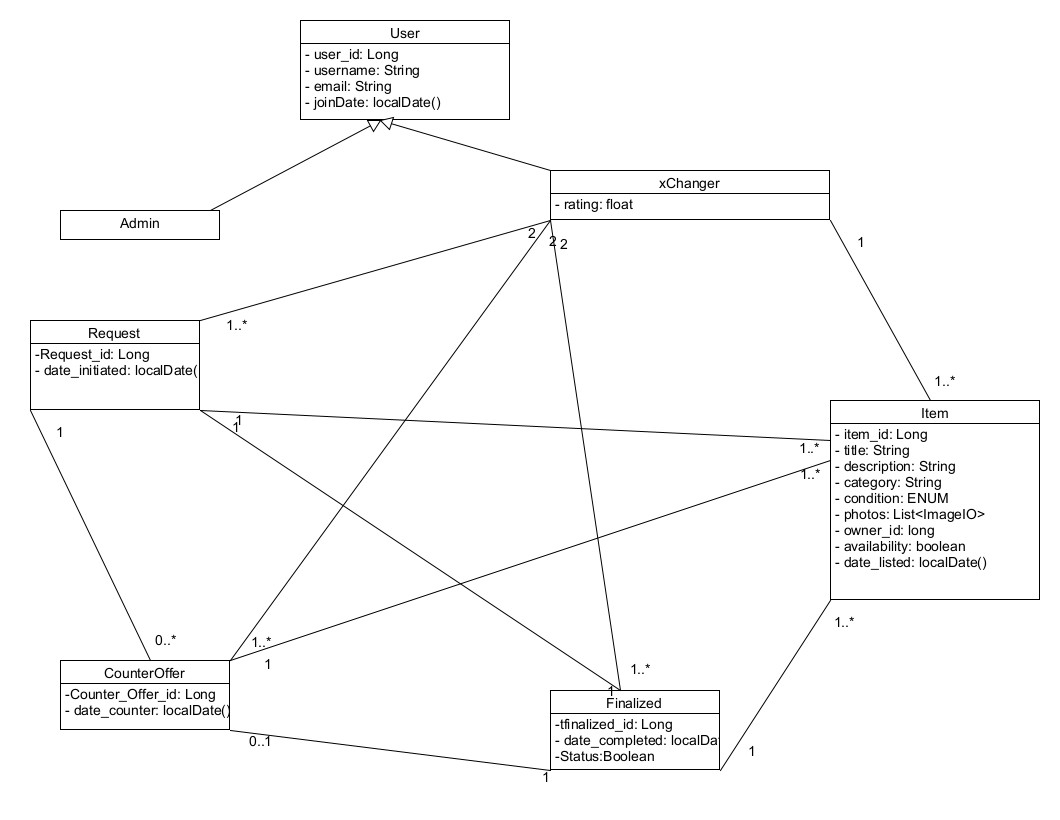 User
- user_id: Long
- username: String
- email: String
- joinDate: localDate()
xChanger
- rating: float
Admin
2
2
2
1
1..*
Request
-Request_id: Long
- date_initiated: localDate(
1..*
Item
- item_id: Long
- title: String
- description: String
- category: String
- condition: ENUM
- photos: List<ImageIO>
- owner_id: long
- availability: boolean
- date_listed: localDate()
1
1
1
1..*
1..*
1..*
0..*
1..*
1
CounterOffer
-Counter_Offer_id: Long
- date_counter: localDate()
1..*
1
Finalized
-tfinalized_id: Long
- date_completed: localDa
-Status:Boolean
0..1
1
1